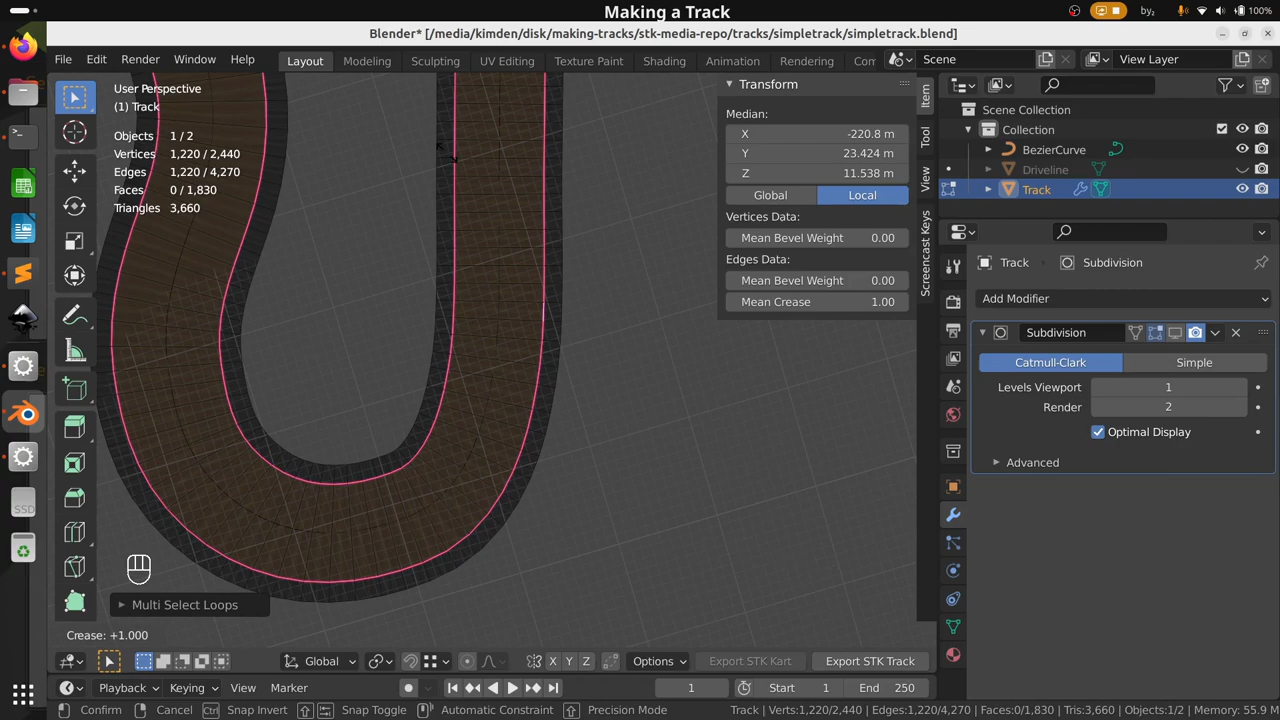 Making a Track
by₂
100%
Blender* [/media/kimden/disk/making-tracks/stk-media-repo/tracks/simpletrack/simpletrack.blend]
File Edit Render Window Help
Layout Modeling Sculpting UV Editing Texture Paint Shading Animation Rendering Com
Scene
View Layer
User Perspective
(1) Track
Objects 1 / 2
Vertices 1,220 / 2,440
Edges 1,220 / 4,270
Faces 0 / 1,830
Triangles 3,660
Transform
Median:
X -220.8 m
Y 23.424 m
Z 11.538 m
Global Local
Vertices Data:
Mean Bevel Weight 0.00
Edges Data:
Mean Bevel Weight 0.00
Mean Crease 1.00
Item
Tool
View
Screencast Keys
Scene Collection
Collection
BezierCurve
Driveline
Track
Track Subdivision
Add Modifier
Subdivision
Catmull-Clark Simple
Levels Viewport 1
Render 2
Optimal Display
Advanced
SSD
Multi Select Loops
Crease: +1.000
Global
X Y Z
Options
Export STK Kart
Export STK Track
Playback Keying View Marker
1
Start 1
End 250
Confirm Cancel Ctrl Snap Invert Snap Toggle Automatic Constraint Precision Mode
Track | Verts:1,220/2,440 | Edges:1,220/4,270 | Faces:0/1,830 | Tris:3,660 | Objects:1/2 | Memory: 55.9 M